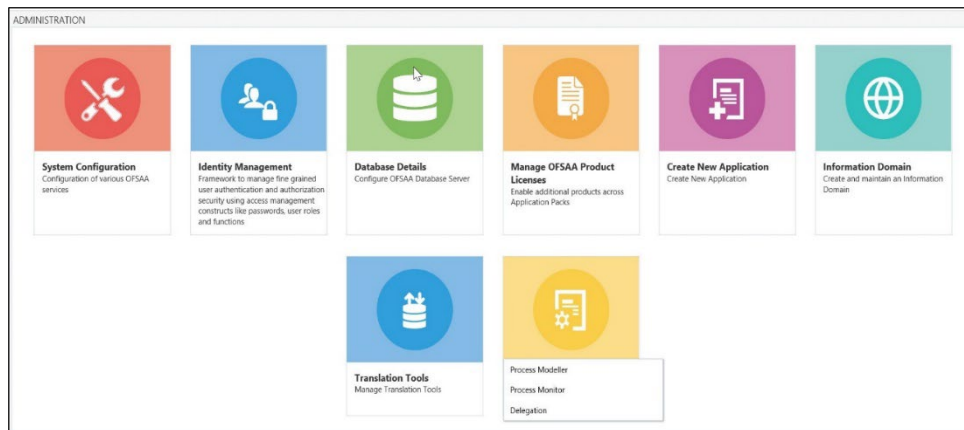 ADMINISTRATION
System Configuration
Configuration of various OFSAA
services
Identity Management
Framework to manage fine grained
user authentication and authorization
security using access management
constructs like passwords, user roles
and functions
Database Details
Configure OFSAA Database Server
Manage OFSAA Product
Licenses
Enable additional products across
Application Packs
Create New Application
Create New Application
Information Domain
Create and maintain an Information
Domain
Translation Tools
Manage Translation Tools
Process Modeller
Process Monitor
Delegation